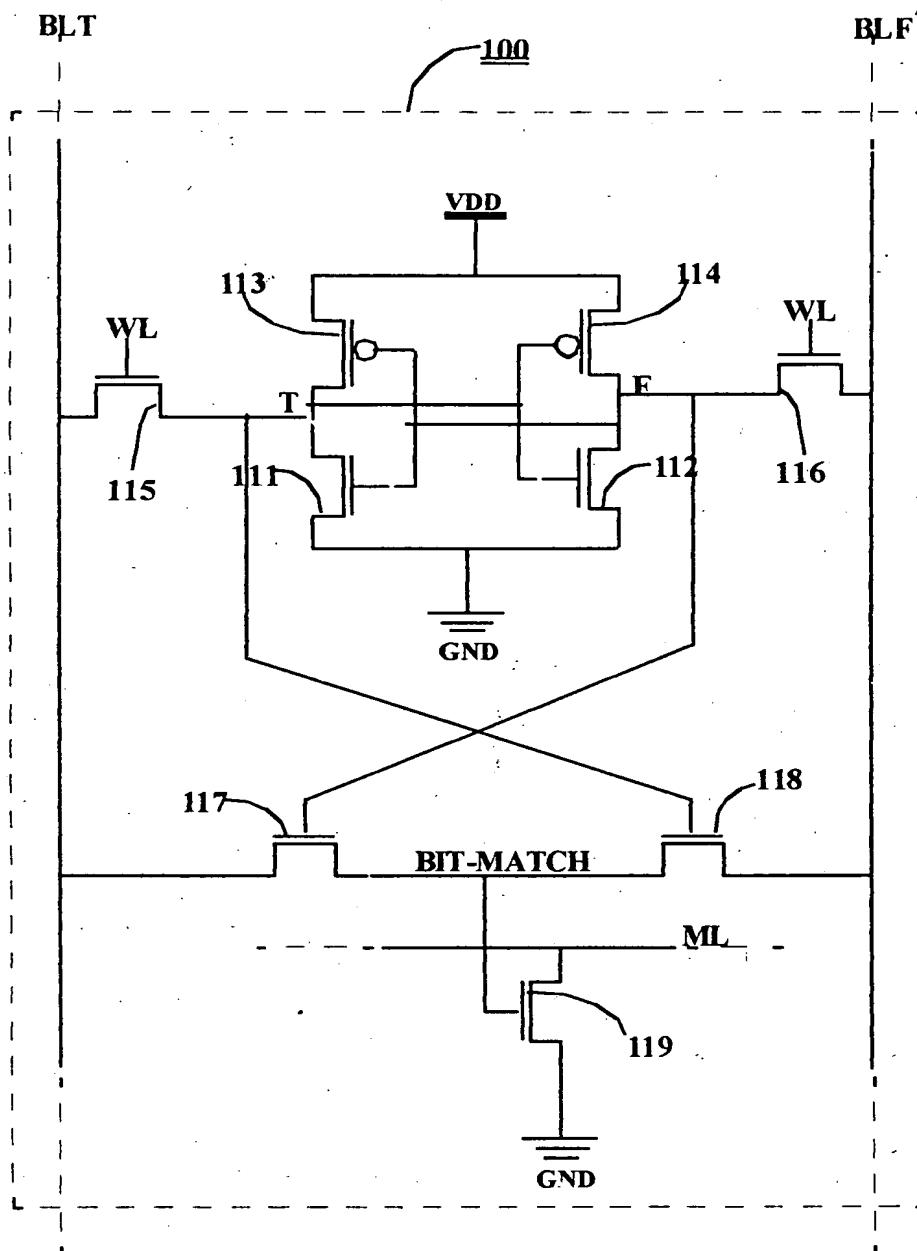 BLT
BLF
100
VDD
113
114
WL
WL
T
F
115
111
112
116
GND
117
118
BIT-MATCH
ML
119
GND